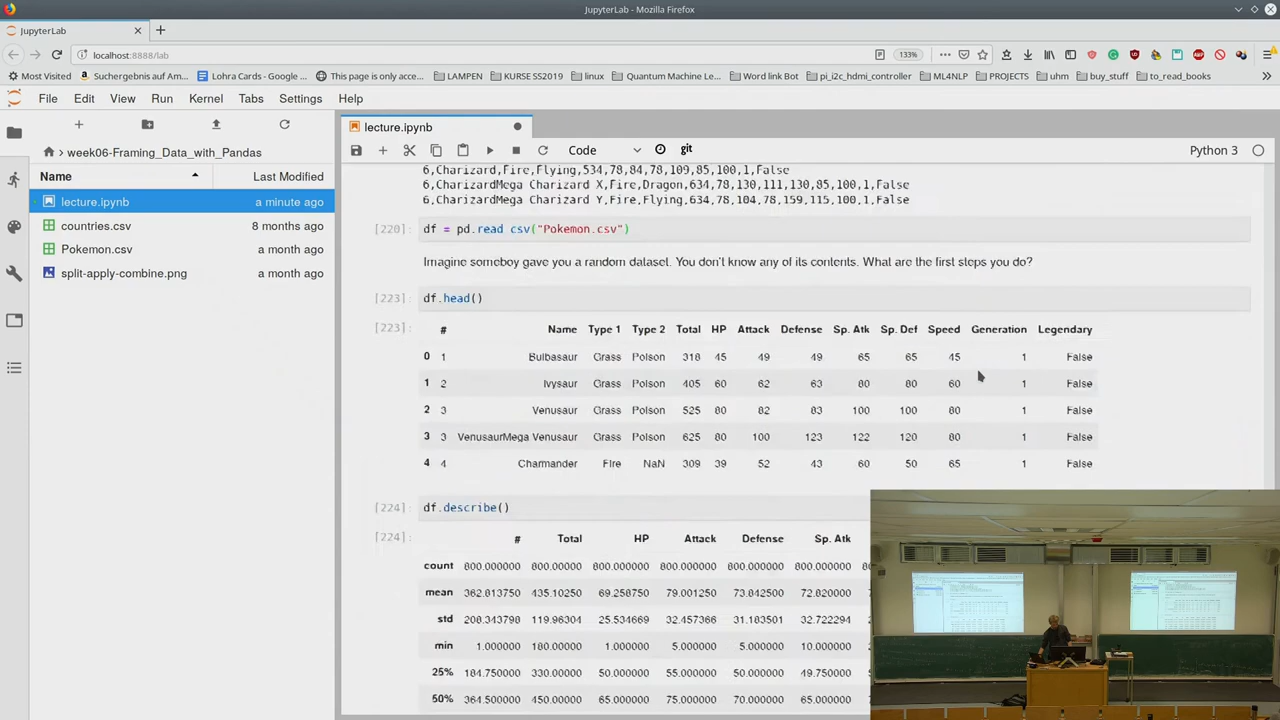 JupyterLab - Mozilla Firefox
JupyterLab
localhost:8888/lab
133%
Most Visited Suchergebnis auf Am... Lohra Cards - Google ... This page is only acce... LAMPEN KURSE SS2019 linux Quantum Machine Le... Word link Bot pi_i2c_hdmi_controller ML4NLP PROJECTS uhm buy_stuff to_read_books
File Edit View Run Kernel Tabs Settings Help
week06-Framing_Data_with_Pandas
Name Last Modified
lecture.ipynb a minute ago
countries.csv 8 months ago
Pokemon.csv a month ago
split-apply-combine.png a month ago
lecture.ipynb
Code git Python 3
6,Charizard,Fire,Flying,534,78,84,78,109,85,100,1,False
6,CharizardMega Charizard X,Fire,Dragon,634,78,130,111,130,85,100,1,False
6,CharizardMega Charizard Y,Fire,Flying,634,78,104,78,159,115,100,1,False
[220]: df = pd.read_csv("Pokemon.csv")
Imagine someboy gave you a random dataset. You don't know any of its contents. What are the first steps you do?
[223]: df.head()
[223]: # Name Type 1 Type 2 Total HP Attack Defense Sp. Atk Sp. Def Speed Generation Legendary
0 1 Bulbasaur Grass Poison 318 45 49 49 65 65 45 1 False
1 2 Ivysaur Grass Poison 405 60 62 63 80 80 60 1 False
2 3 Venusaur Grass Poison 525 80 82 83 100 100 80 1 False
3 3 VenusaurMega Venusaur Grass Poison 625 80 100 123 122 120 80 1 False
4 4 Charmander Fire NaN 309 39 52 43 60 50 65 1 False
[224]: df.describe()
[224]: # Total HP Attack Defense Sp. Atk
count 800.000000 800.00000 800.000000 800.000000 800.000000 800.000000
mean 362.813750 435.10250 69.258750 79.001250 73.842500 72.820000
std 208.343798 119.96304 25.534669 32.457366 31.183501 32.722294
min 1.000000 180.00000 1.000000 5.000000 5.000000 10.000000
25% 184.750000 330.00000 50.000000 55.000000 50.000000 49.750000
50% 364.500000 450.00000 65.000000 75.000000 70.000000 65.000000